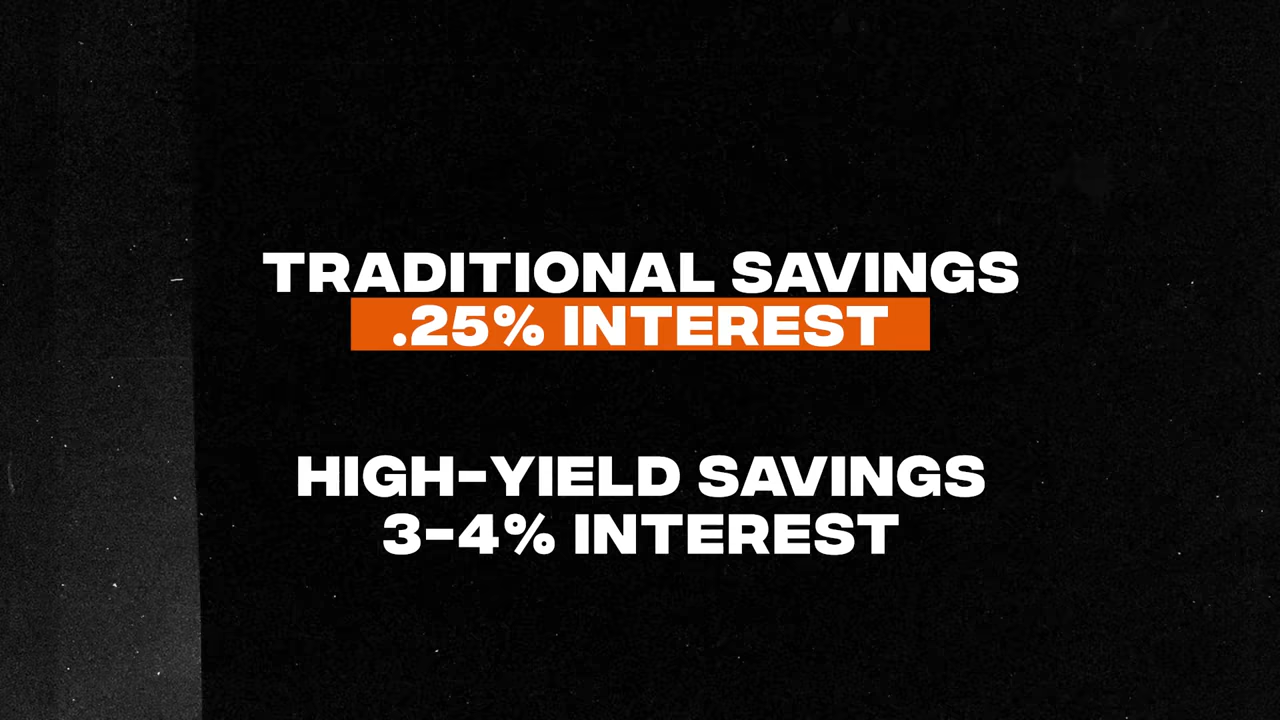 TRADITIONAL SAVINGS
.25% INTEREST
HIGH-YIELD SAVINGS
3-4% INTEREST